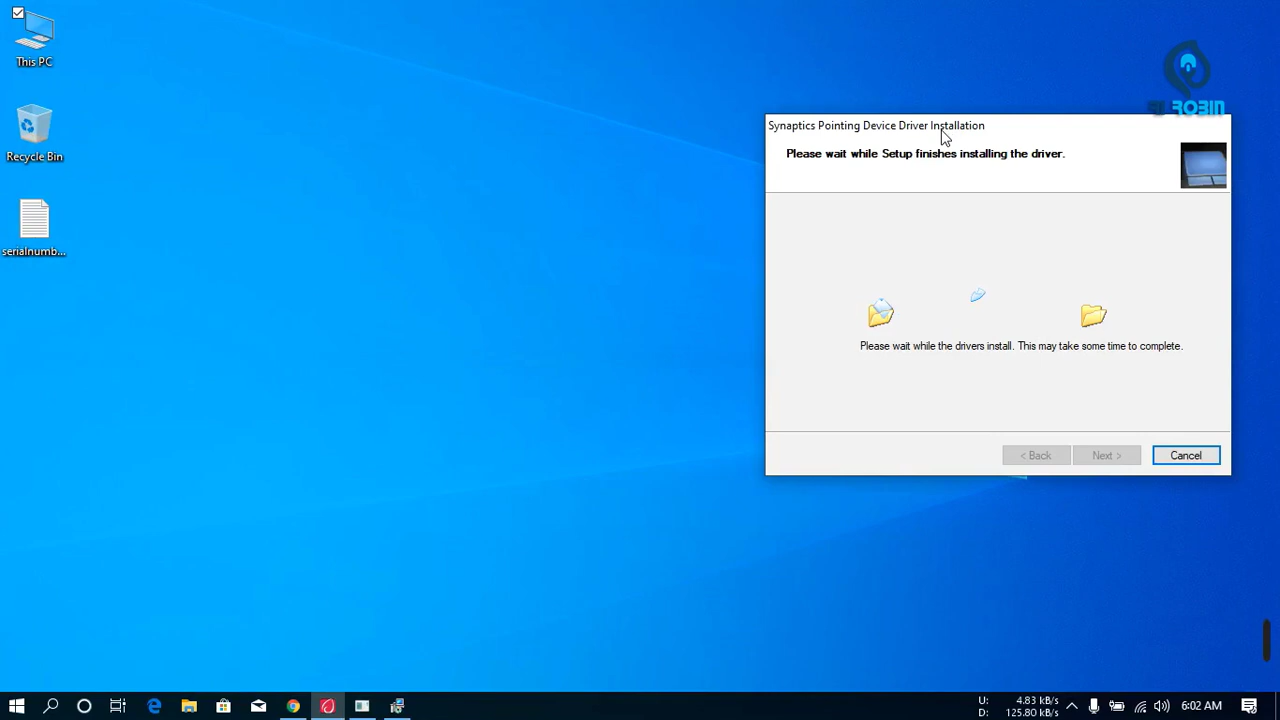 This PC
Recycle Bin
serialnumb...
ROBIN
Synaptics Pointing Device Driver Installation
Please wait while Setup finishes installing the driver.
Please wait while the drivers install. This may take some time to complete.
< Back
Next >
Cancel
U: 4.83 kB/s
D: 125.80 kB/s
6:02 AM